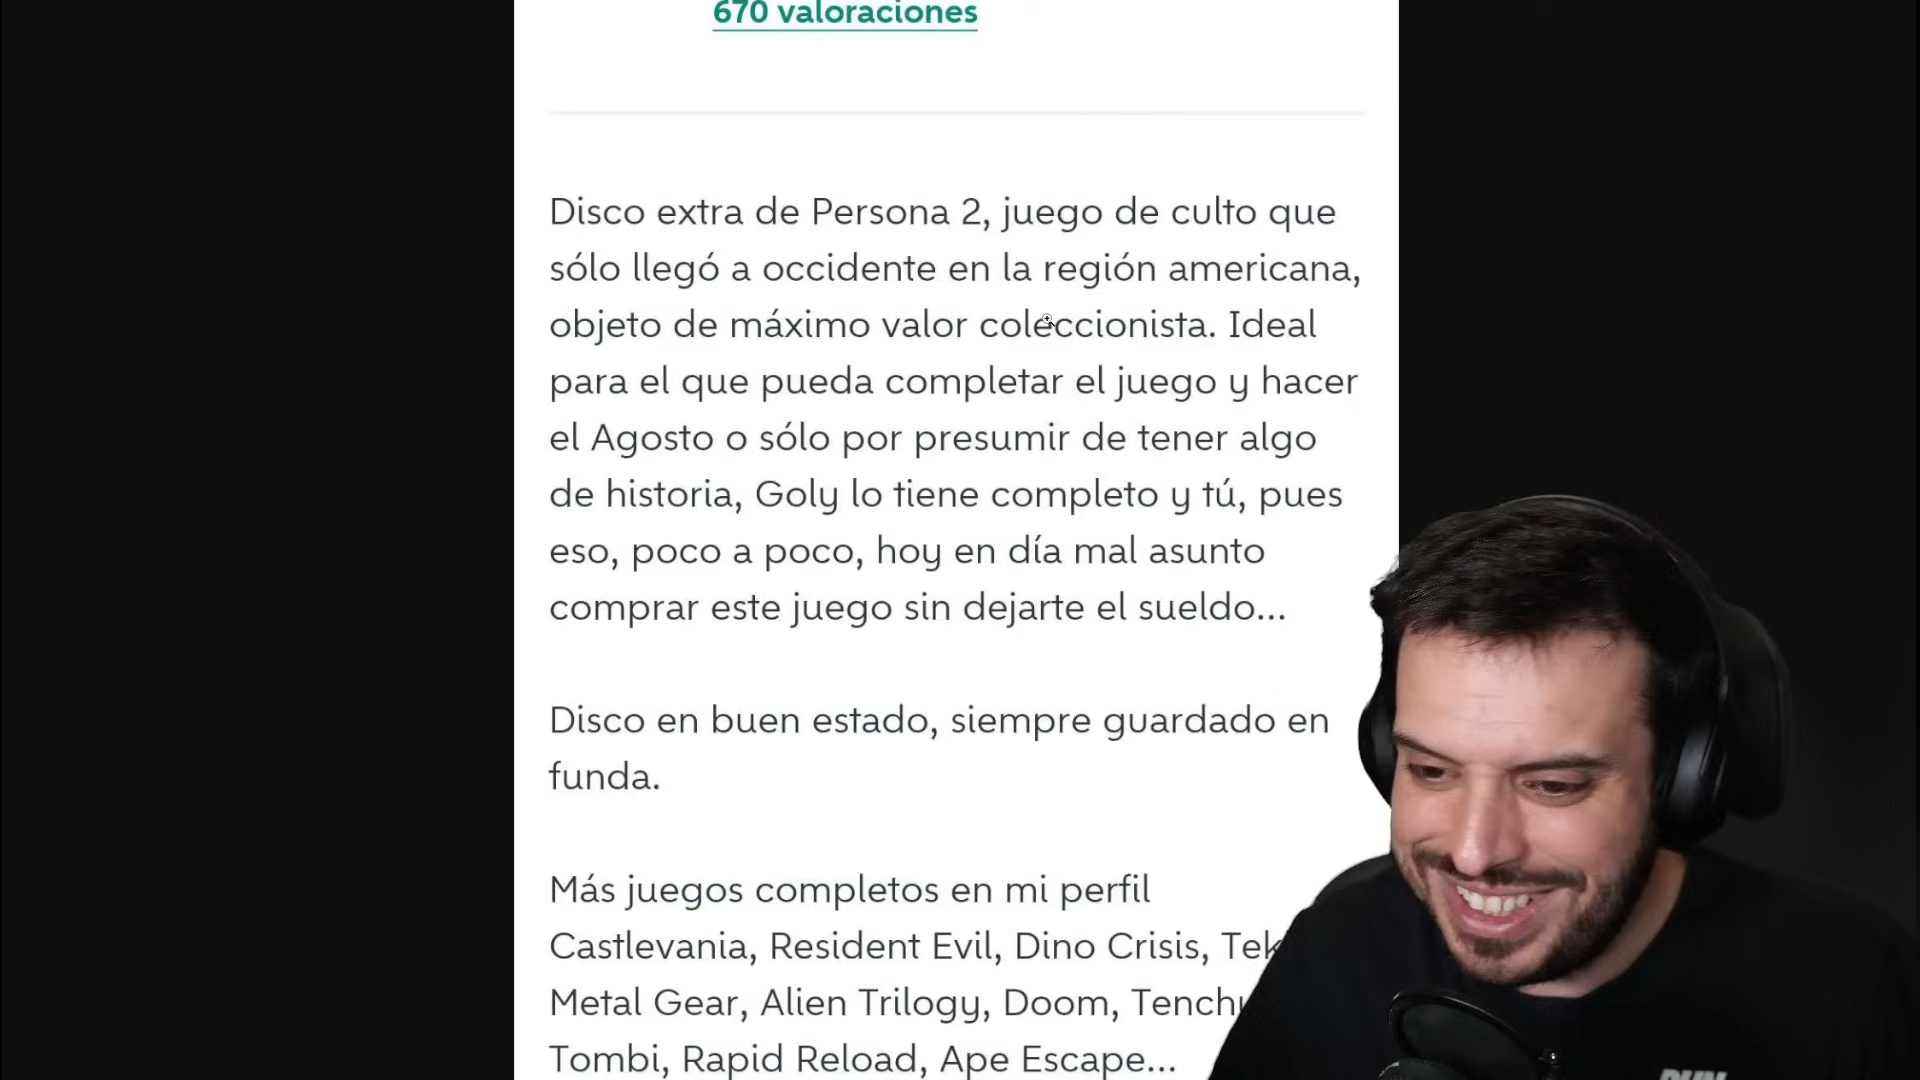 670 valoraciones
Disco extra de Persona 2, juego de culto que
sólo llegó a occidente en la región americana,
objeto de máximo valor coleccionista. Ideal
para el que pueda completar el juego y hacer
el Agosto o sólo por presumir de tener algo
de historia, Goly lo tiene completo y tú, pues
eso, poco a poco, hoy en día mal asunto
comprar este juego sin dejarte el sueldo...
Disco en buen estado, siempre guardado en
funda.
Más juegos completos en mi perfil
Castlevania, Resident Evil, Dino Crisis,
Metal Gear, Alien Trilogy, Doom,
Tombi, Rapid Reload, Ape Escape...